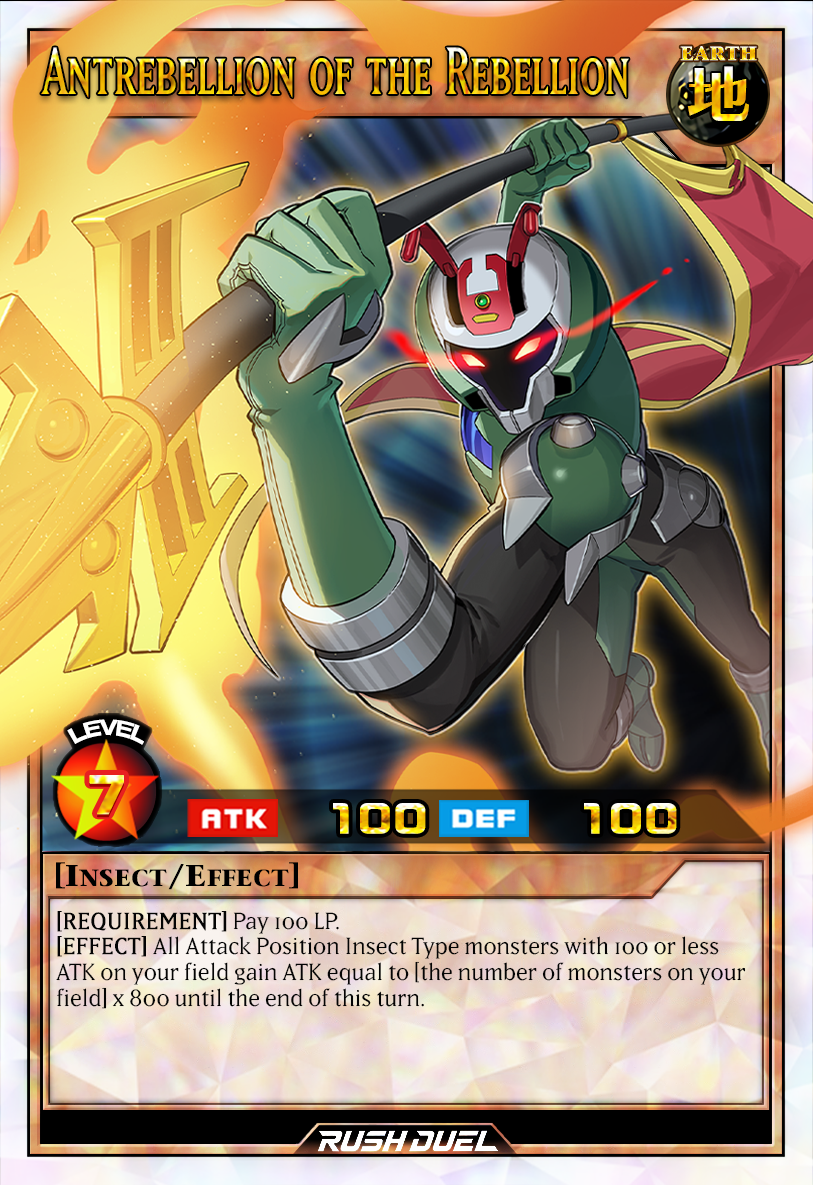 Antrebellion of the Rebellion
EARTH
地
LEVEL
7
ATK 100 DEF 100
[Insect/Effect]
[REQUIREMENT] Pay 100 LP.
[EFFECT] All Attack Position Insect Type monsters with 100 or less
ATK on your field gain ATK equal to [the number of monsters on your
field] x 800 until the end of this turn.
RUSH DUEL